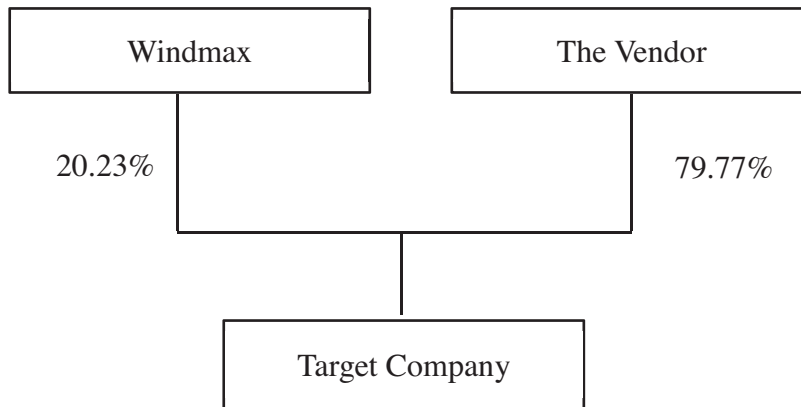 Windmax
The Vendor
20.23%
79.77%
Target Company